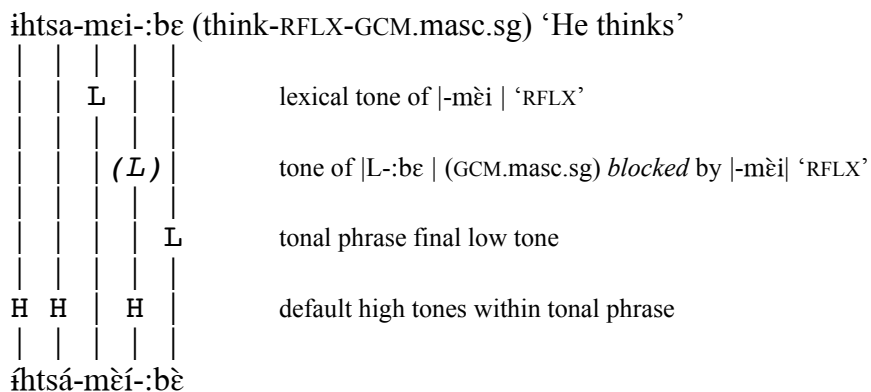 ɨhtsa-mɛi-:bɛ (think-RFLX-GCM.masc.sg) ‘He thinks’
| | | | |
| | L | | lexical tone of |-mɛ̀i | ‘RFLX’
| | | | |
| | | (L) | tone of |L-:bɛ | (GCM.masc.sg) blocked by |-mɛ̀i| ‘RFLX’
| | | | |
| | | | L tonal phrase final low tone
| | | | |
H H | H | default high tones within tonal phrase
| | | | |
ɨ́htsá-mɛ̀í-:bɛ̀